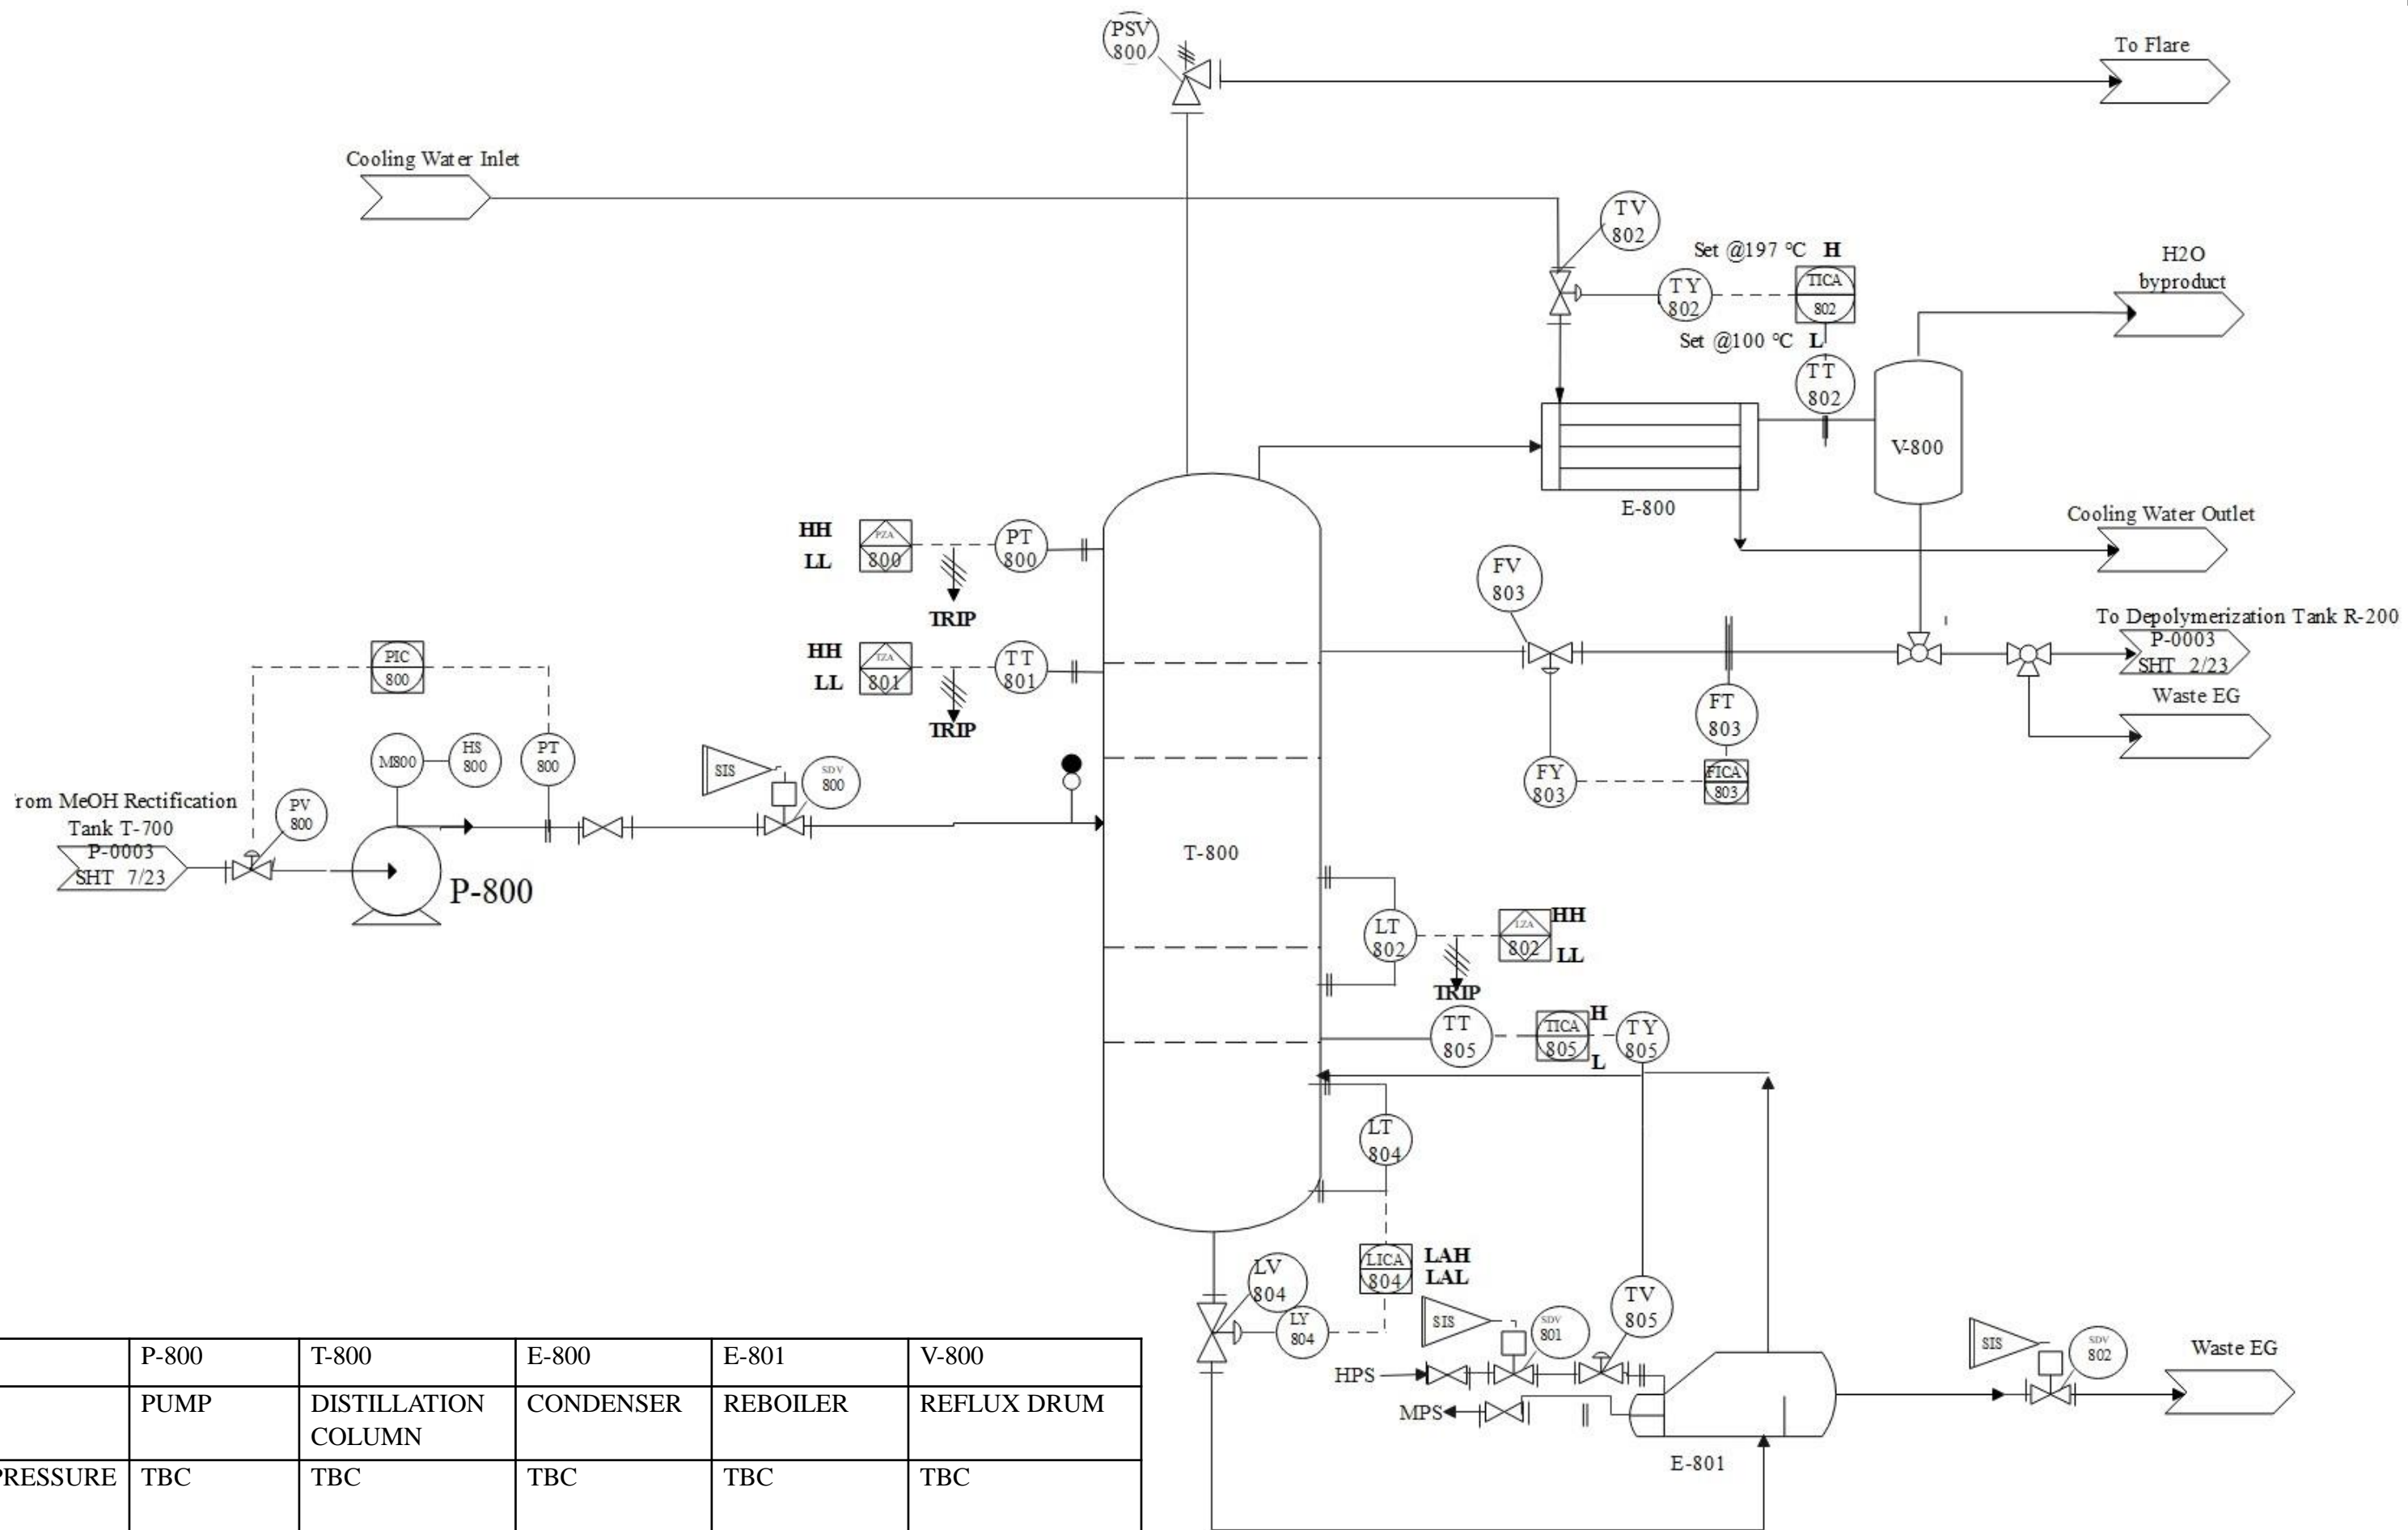 PSV
800
To Flare
Cooling Water Inlet
TV
802
Set @197 °C H
TY
802
TICA
802
Set @100 °C L
TT
802
H2O
byproduct
V-800
E-800
Cooling Water Outlet
HH
LL
PZA
800
PT
800
TRIP
HH
LL
TZA
801
TT
801
TRIP
FV
803
FT
803
FY
803
FICA
803
To Depolymerization Tank R-200
P-0003
SHT 2/23
Waste EG
PIC
800
M800
HS
800
PT
800
SIS
SDV
800
rom MeOH Rectification
Tank T-700
P-0003
SHT 7/23
PV
800
P-800
T-800
LT
802
LZA
802
HH
LL
TRIP
TT
805
TICA
805
H
L
TY
805
LT
804
LICA
804
LAH
LAL
LV
804
LY
804
SIS
SDV
801
TV
805
HPS
MPS
E-801
SIS
SDV
802
Waste EG
P-800 T-800 E-800 E-801 V-800
PUMP DISTILLATION CONDENSER REBOILER REFLUX DRUM
COLUMN
PRESSURE TBC TBC TBC TBC TBC